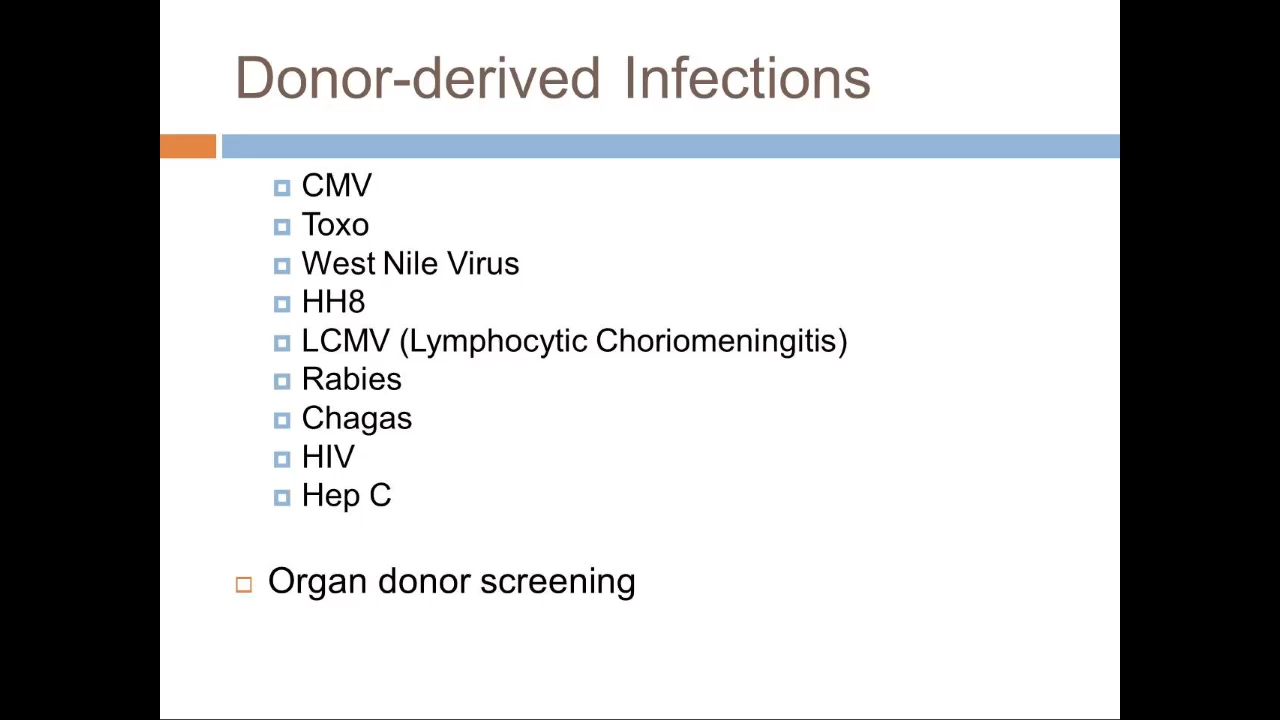 Donor-derived Infections
CMV
Toxo
West Nile Virus
HH8
LCMV (Lymphocytic Choriomeningitis)
Rabies
Chagas
HIV
Hep C
Organ donor screening